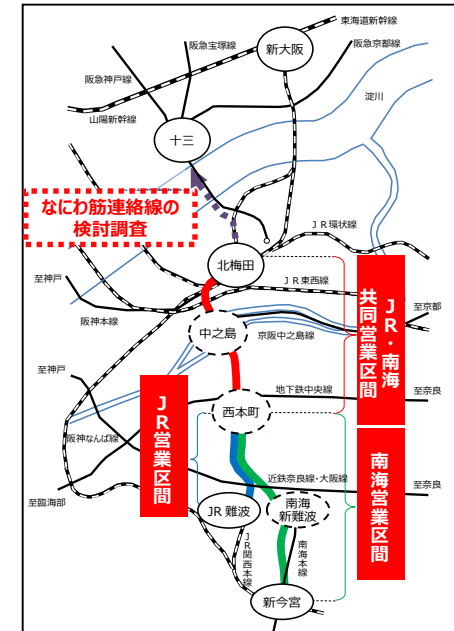 東海道新幹線
阪急宝塚線
阪急京都線
新大阪
阪急神戸線
淀川
山陽新幹線
十三
なにわ筋連絡線の
検討調査
JR環状線
北梅田
至神戸
JR東西線
JR・南海
共同営業区間
至京都
阪神本線
中之島
京阪中之島線
至神戸
地下鉄中央線
至奈良
JR営業区間
西本町
阪神なんば線
南海営業区間
近鉄奈良線・大阪線
至奈良
至臨海部
JR難波
南海
新難波
JR関西本線
南海本線
新今宮